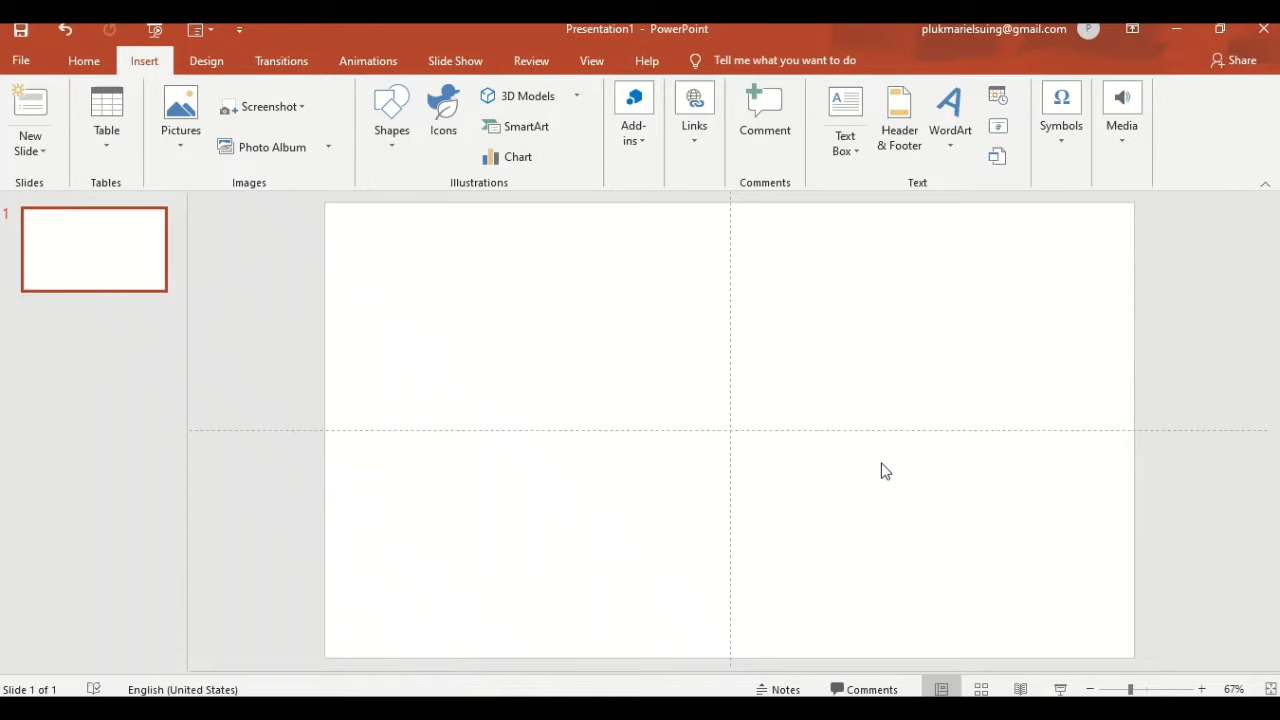 Presentation1 - PowerPoint
plukmarielsuing@gmail.com P
File Home Insert Design Transitions Animations Slide Show Review View Help Tell me what you want to do Share
New Slide
Table
Pictures
Screenshot
Photo Album
Shapes
Icons
3D Models
SmartArt
Chart
Add-ins
Links
Comment
Text Box
Header & Footer
WordArt
Symbols
Media
Slides Tables Images Illustrations Comments Text
1
Slide 1 of 1 English (United States) Notes Comments 67%